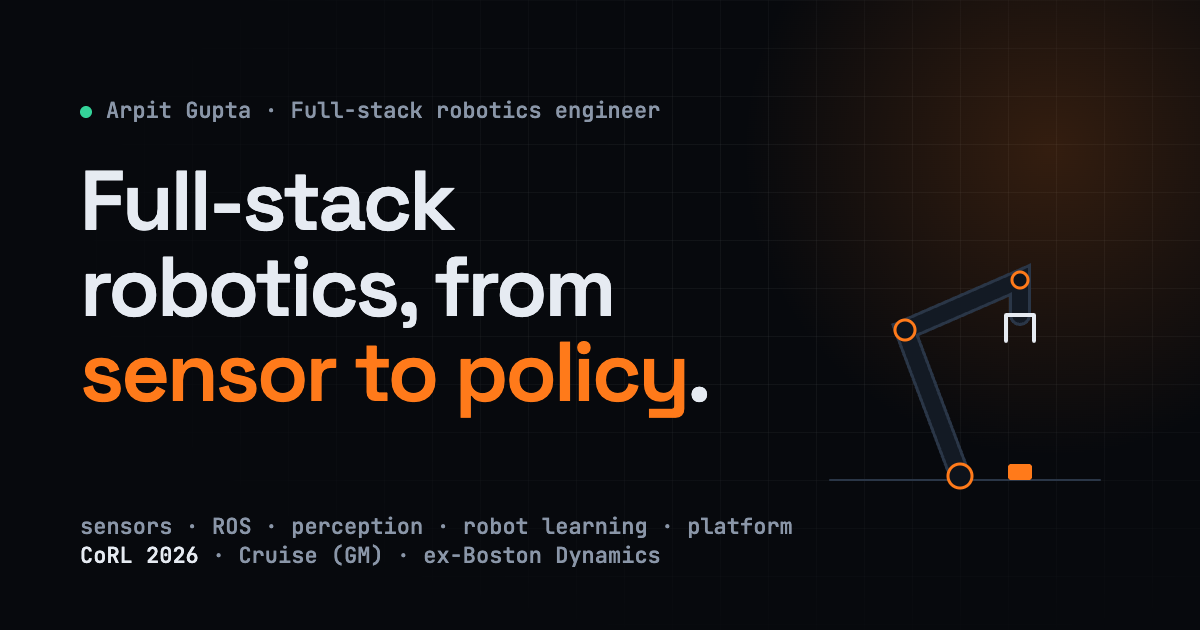 Arpit Gupta · Full-stack robotics engineer
Full-stack
robotics, from
sensor to policy.
sensors · ROS · perception · robot learning · platform
CoRL 2026 · Cruise (GM) · ex-Boston Dynamics